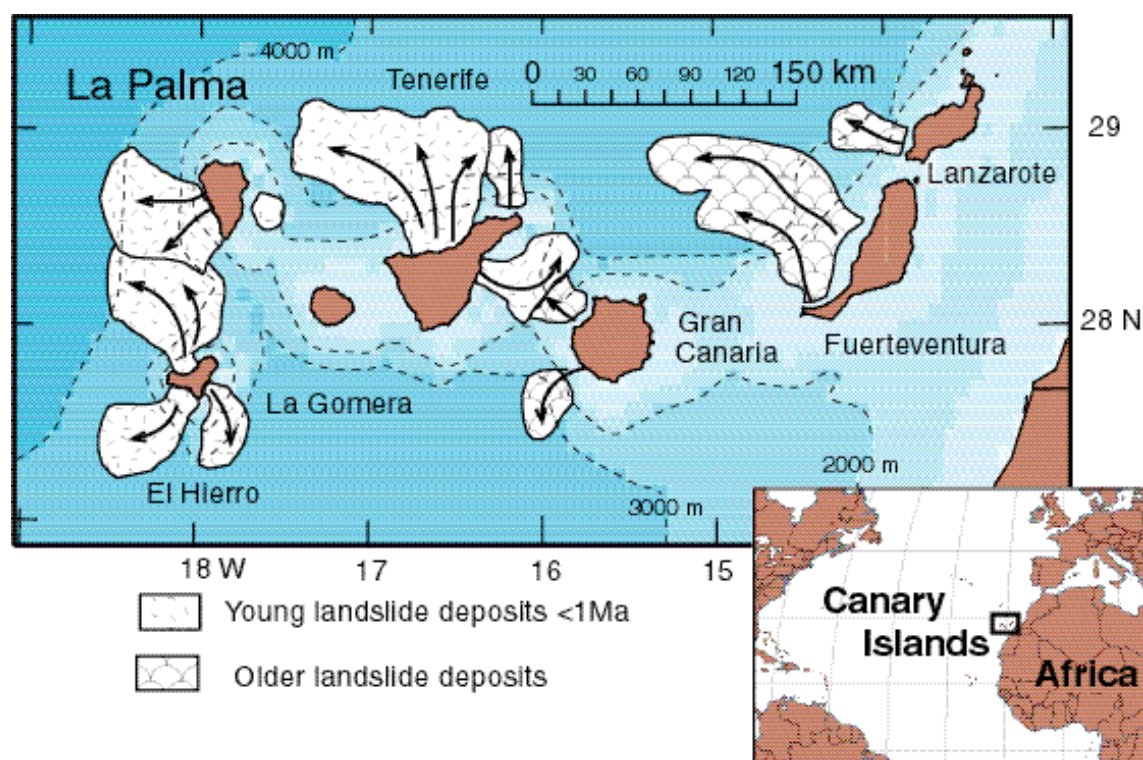 4000 m
La Palma
Tenerife
0 30 60 90 120 150 km
29
Lanzarote
28 N
Gran
Canaria
Fuerteventura
La Gomera
2000 m
El Hierro
3000 m
18 W 17 16 15
Young landslide deposits <1Ma
Older landslide deposits
Canary
Islands
Africa